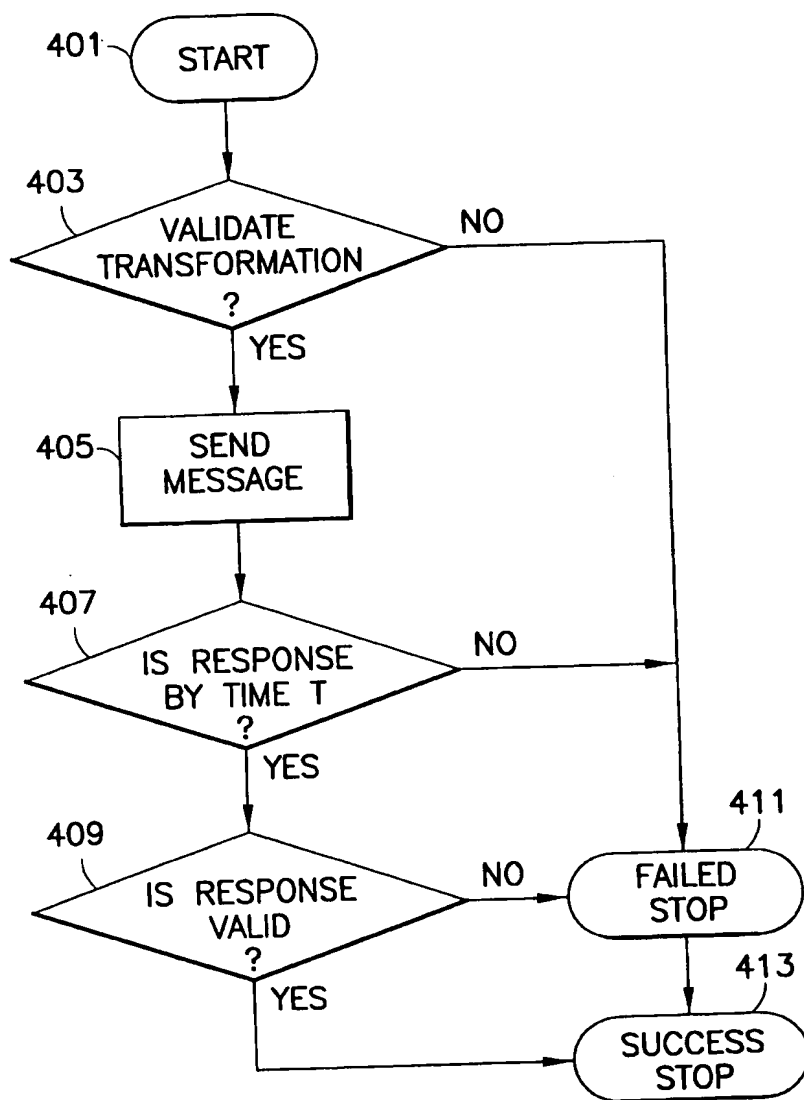 401
START
403
VALIDATE
TRANSFORMATION
?
NO
YES
405
SEND
MESSAGE
407
IS RESPONSE
BY TIME T
?
NO
YES
409
IS RESPONSE
VALID
?
NO
YES
411
FAILED
STOP
413
SUCCESS
STOP